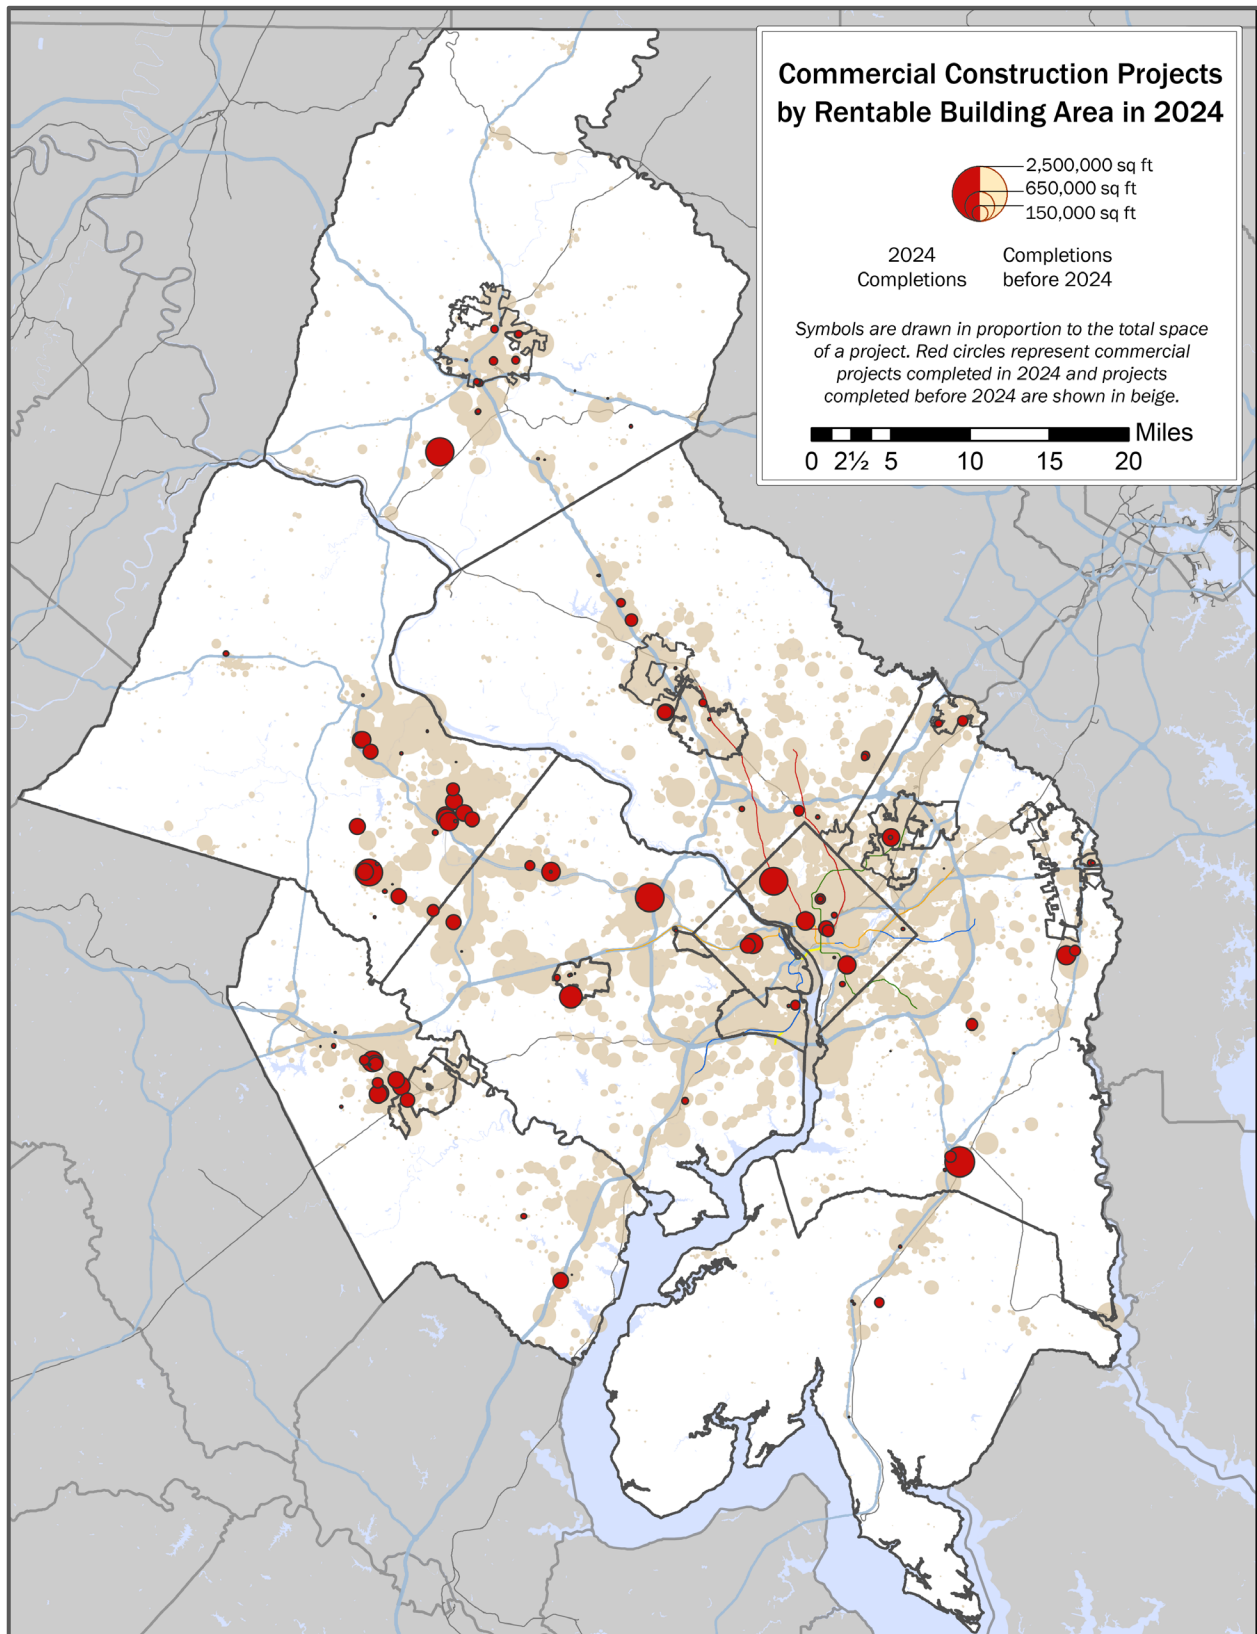 Commercial Construction Projects
by Rentable Building Area in 2024
2,500,000 sq ft
650,000 sq ft
150,000 sq ft
2024
Completions
Completions
before 2024
Symbols are drawn in proportion to the total space
of a project. Red circles represent commercial
projects completed in 2024 and projects
completed before 2024 are shown in beige.
Miles
0 2½ 5 10 15 20